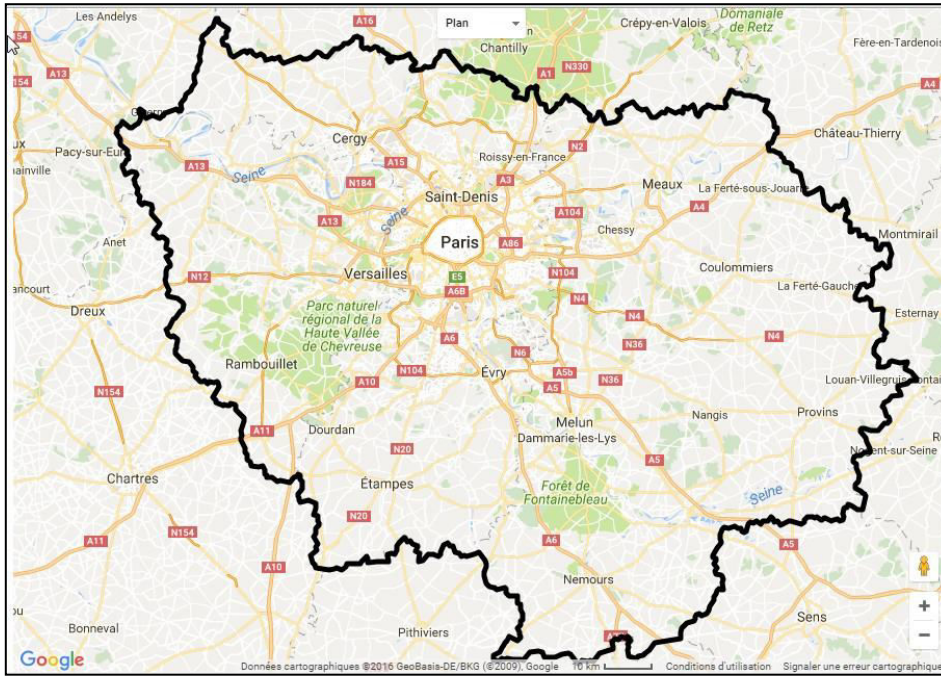 Les Andelys
A16
Plan
Crépy-en-Valois
Domaniale
de Retz
154
A13
Chantilly
A1
N330
Fère-en-Tardenois
A4
154
Cergy
N2
Château-Thierry
Pacy-sur-Eure
A13
Seine
A15
Roissy-en-France
N184
A3
Meaux
La Ferté-sous-Jouarre
Saint-Denis
A13
Seine
A104
A4
Anet
Paris
A86
Chessy
Montmirail
N12
Versailles
E5
N104
Coulommiers
A6B
La Ferté-Gaucher
Dreux
Parc naturel
régional de la
Haute Vallée
de Chevreuse
N4
N4
Esternay
A6
N4
N36
Rambouillet
N6
N104
A10
Évry
A5b
N36
A5
Louan-Villegruis-Fontaine
N154
A11
Dourdan
Melun
Dammarie-les-Lys
Nangis
Provins
N20
A5
Nogent-sur-Seine
Chartres
Étampes
Forêt de
Fontainebleau
Seine
N20
A11
N154
A6
A5
A10
Nemours
Sens
Bonneval
Pithiviers
Google
Données cartographiques ©2016 GeoBasis-DE/BKG (©2009), Google
10 km
Conditions d'utilisation
Signaler une erreur cartographique